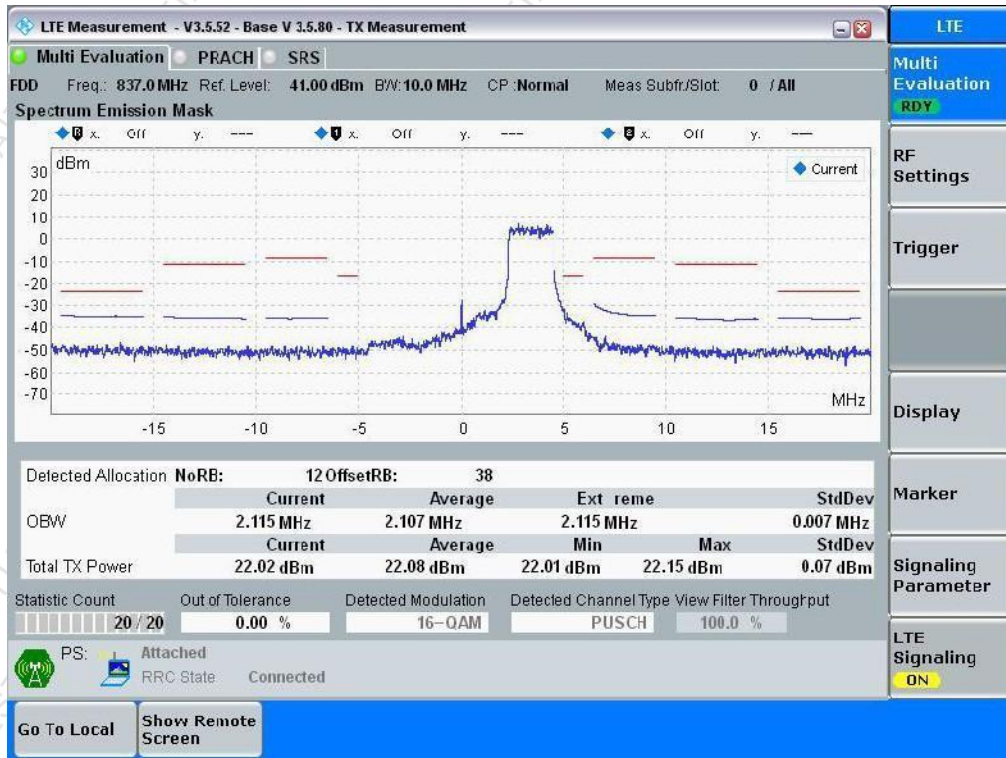 LTE Measurement - V3.5.52 - Base V 3.5.80 - TX Measurement
LTE
Multi Evaluation PRACH SRS
Multi
Evaluation
RDY
FDD Freq.: 837.0 MHz Ref. Level: 41.00 dBm BW: 10.0 MHz CP :Normal Meas Subfr./Slot: 0 / All
Spectrum Emission Mask
x. Off y. --- x. Off y. --- x. Off y. ---
dBm
Current
30
20
10
0
-10
-20
-30
-40
-50
-60
-70
MHz
-15 -10 -5 0 5 10 15
RF
Settings
Trigger
Display
Marker
Signaling
Parameter
LTE
Signaling
ON
Detected Allocation NoRB: 12 OffsetRB: 38
Current Average Ext reme StdDev
OBW 2.115 MHz 2.107 MHz 2.115 MHz 0.007 MHz
Current Average Min Max StdDev
Total TX Power 22.02 dBm 22.08 dBm 22.01 dBm 22.15 dBm 0.07 dBm
Statistic Count Out of Tolerance Detected Modulation Detected Channel Type View Filter Throughput
20 / 20 0.00 % 16-QAM PUSCH 100.0 %
PS: Attached
RRC State Connected
Go To Local
Show Remote
Screen